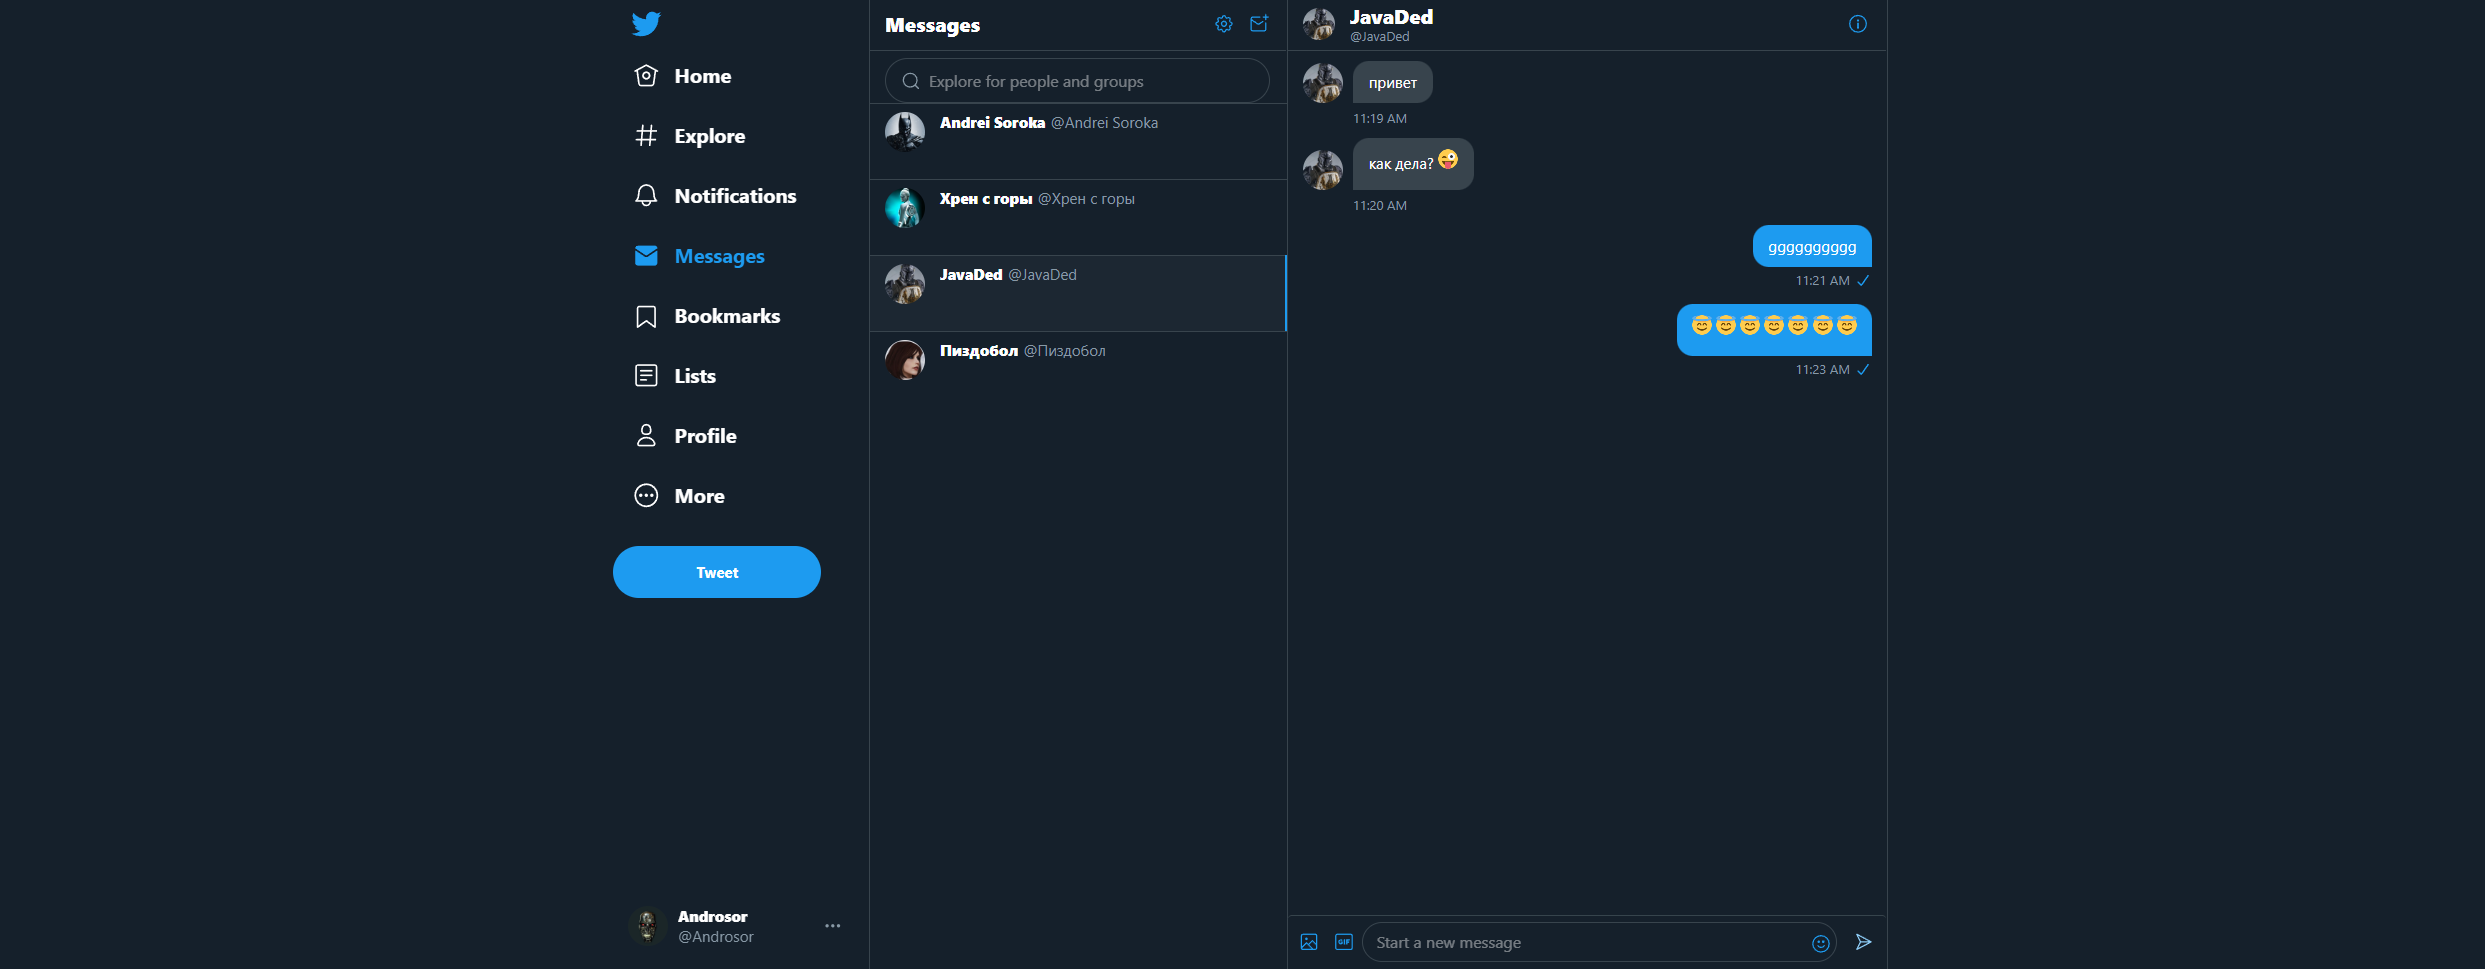 Home
Explore
Notifications
Messages
Bookmarks
Lists
Profile
More
Tweet
Androsor
@Androsor
Messages
Explore for people and groups
Andrei Soroka @Andrei Soroka
Хрен с горы @Хрен с горы
JavaDed @JavaDed
Пиздобол @Пиздобол
JavaDed
@JavaDed
привет
11:19 AM
как дела? 😜
11:20 AM
gggggggggg
11:21 AM
😇😇😇😇😇😇😇
11:23 AM
GIF
Start a new message